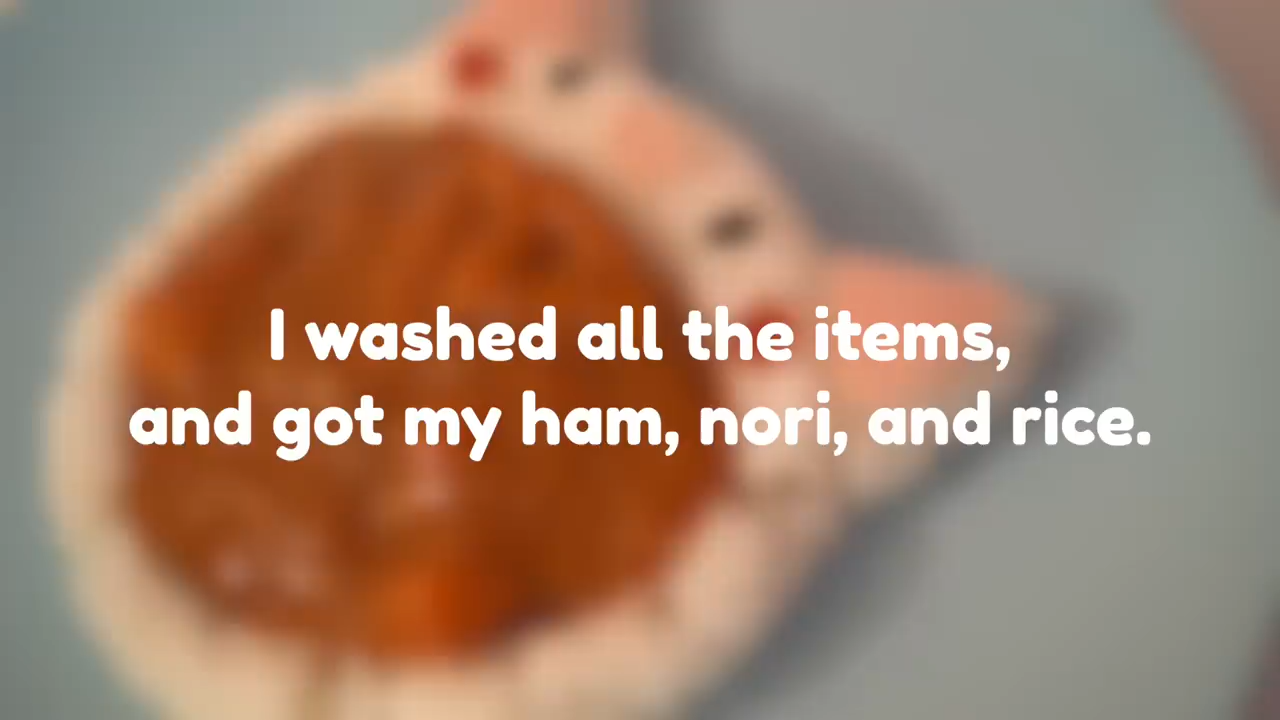 I washed all the items,
and got my ham, nori, and rice.